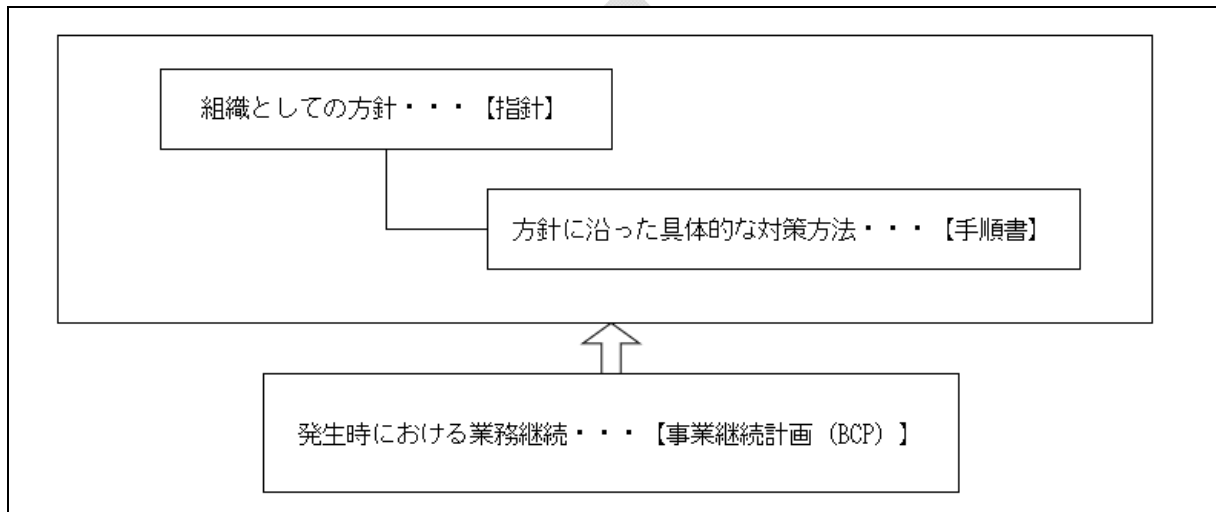 組織としての方針・・・【指針】
方針に沿った具体的な対策方法・・・【手順書】
発生時における業務継続・・・【事業継続計画（BCP）】